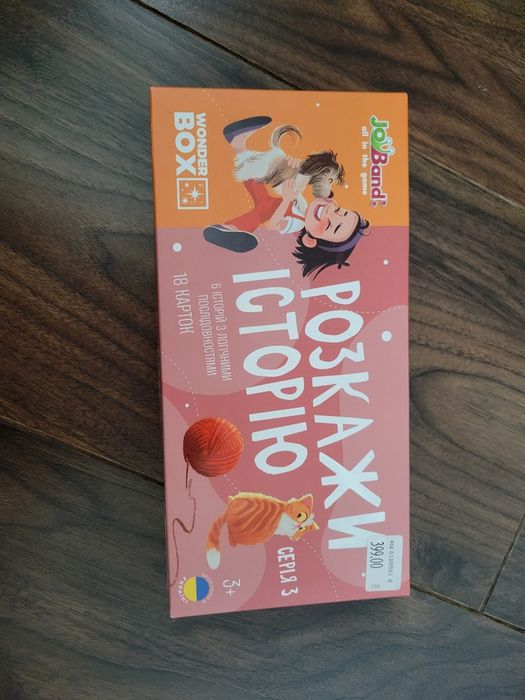 JoyBand
all in the game
WONDER
BOX
РОЗКАЖИ
ІСТОРІЮ
6 ІСТОРІЙ З ЛОГІЧНИМИ
ПОСЛІДОВНОСТЯМИ
18 КАРТОК
СЕРІЯ 3
3+
399.00